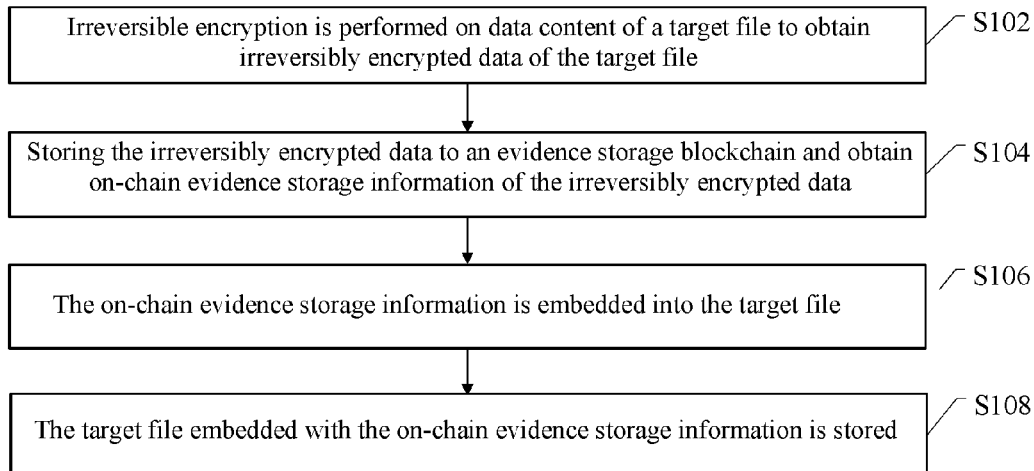 Irreversible encryption is performed on data content of a target file to obtain
irreversibly encrypted data of the target file
S102
Storing the irreversibly encrypted data to an evidence storage blockchain and obtain
on-chain evidence storage information of the irreversibly encrypted data
S104
The on-chain evidence storage information is embedded into the target file
S106
The target file embedded with the on-chain evidence storage information is stored
S108